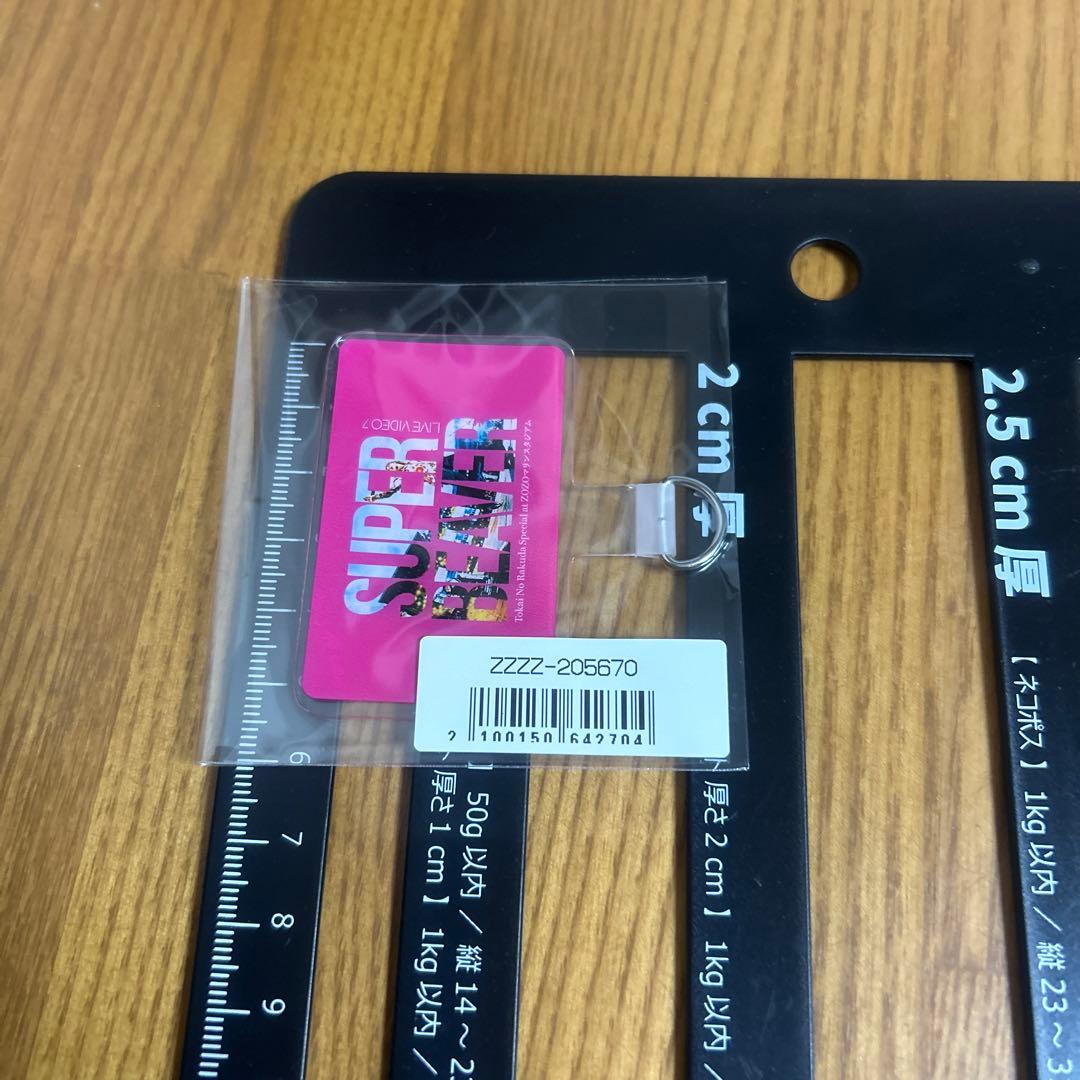 LIVE VIDEO 7
SUPER
BEAVER
Tokai No Rakuda Special at ZOZOマリンスタジアム
ZZZZ-205670
2 100150 642704
6
7
8
9
2 cm 厚
2.5 cm 厚
】50g 以内 ／ 縦 14 ～ 2
ト 厚さ 1 cm 】 1kg 以内 ／
ト 厚さ 2 cm 】 1kg 以内 ／
【 ネコポス 】 1kg 以内 ／ 縦 23 ～ 3